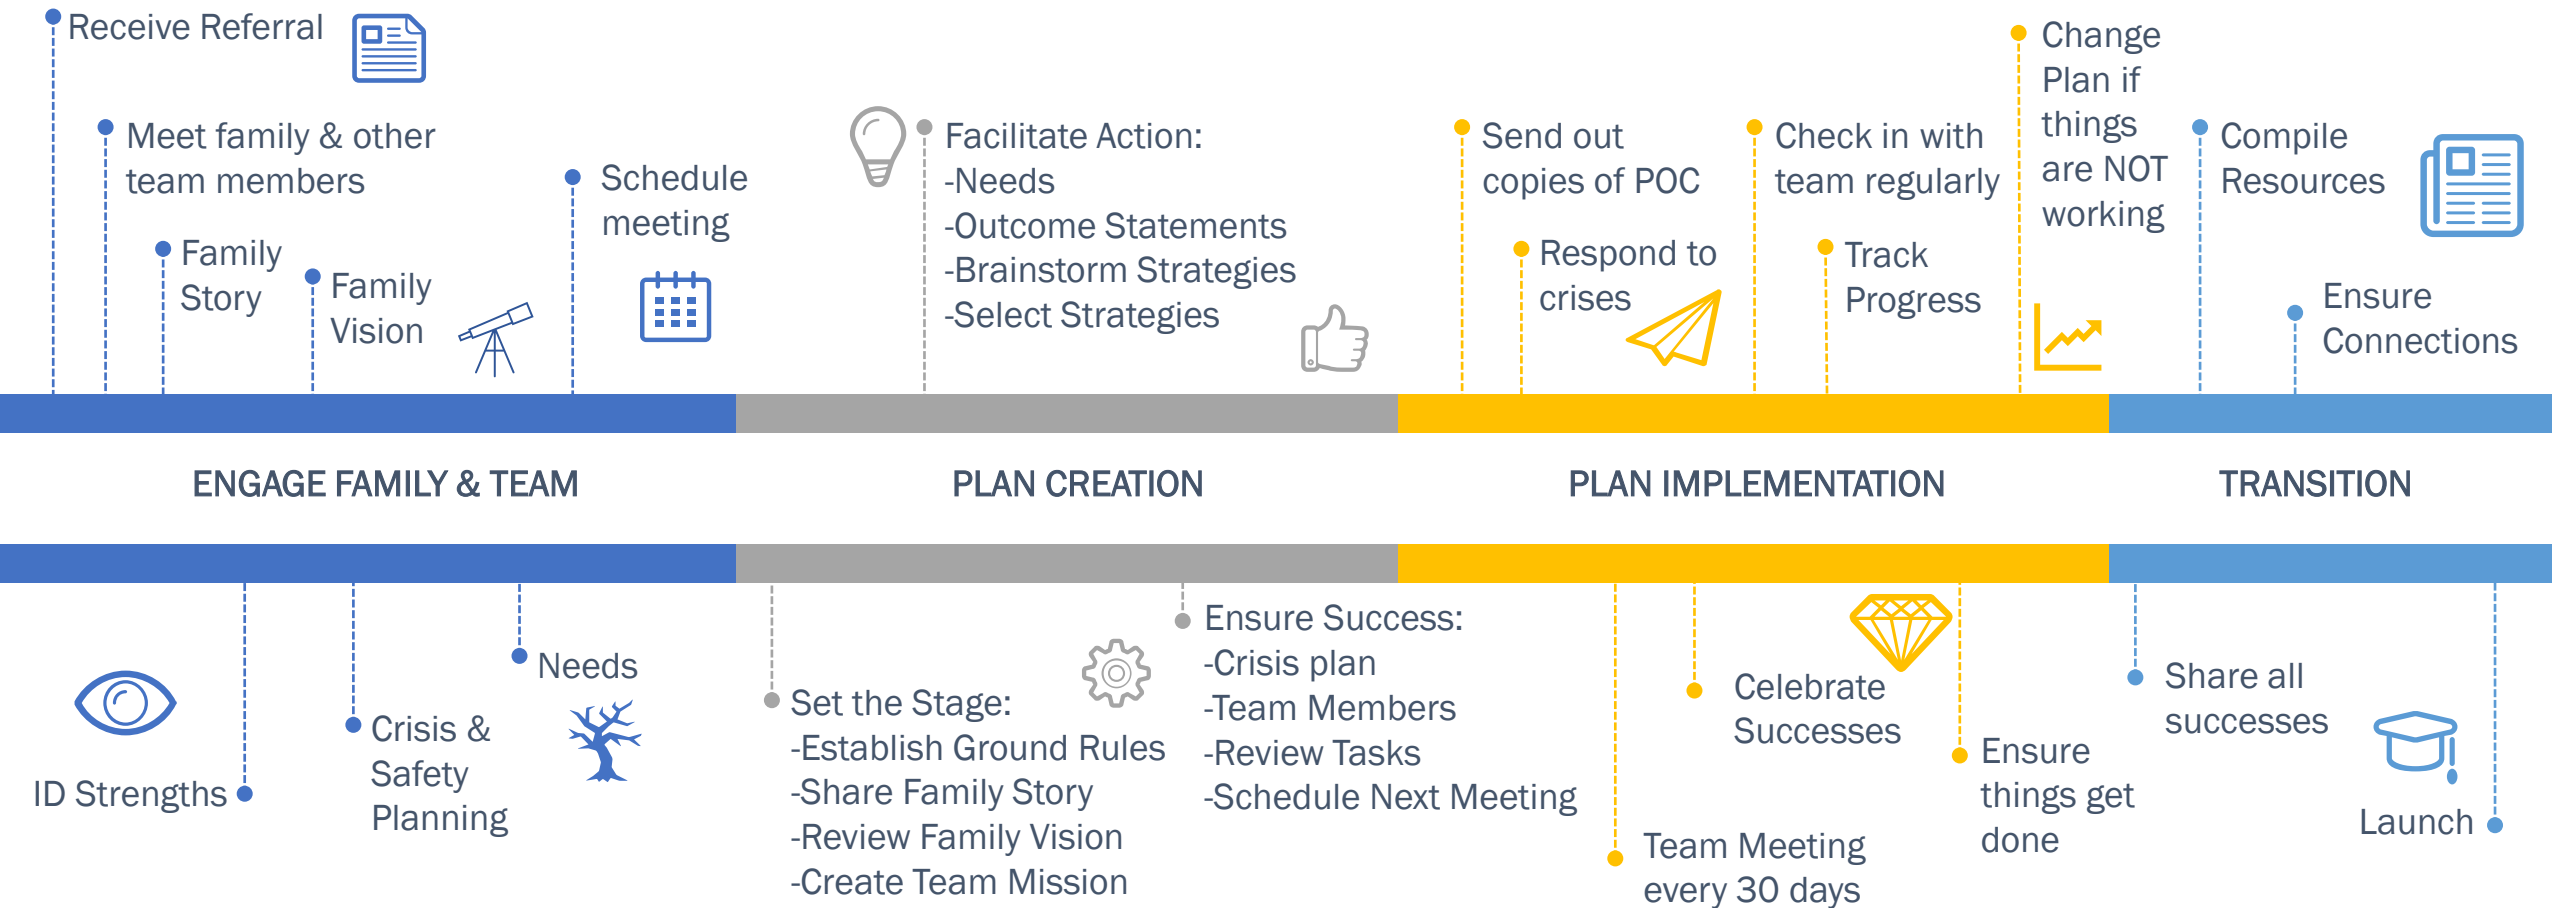 Receive Referral
Meet family & other
team members
Family
Story
Family
Vision
Schedule
meeting
Facilitate Action:
-Needs
-Outcome Statements
-Brainstorm Strategies
-Select Strategies
Send out
copies of POC
Respond to
crises
Check in with
team regularly
Track
Progress
Change
Plan if
things
are NOT
working
Compile
Resources
Ensure
Connections
ENGAGE FAMILY & TEAM
PLAN CREATION
PLAN IMPLEMENTATION
TRANSITION
ID Strengths
Crisis &
Safety
Planning
Needs
Set the Stage:
-Establish Ground Rules
-Share Family Story
-Review Family Vision
-Create Team Mission
Ensure Success:
-Crisis plan
-Team Members
-Review Tasks
-Schedule Next Meeting
Team Meeting
every 30 days
Celebrate
Successes
Ensure
things get
done
Share all
successes
Launch